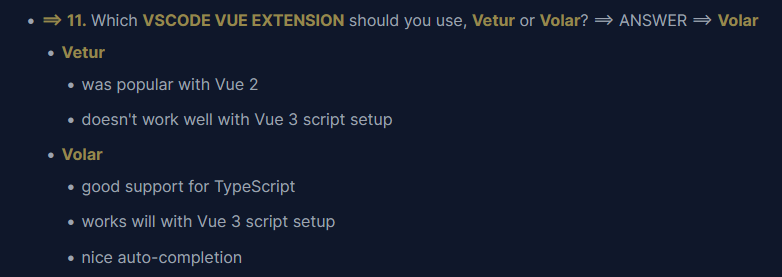 • ⟹ 11. Which VSCODE VUE EXTENSION should you use, Vetur or Volar? ⟹ ANSWER ⟹ Volar
• Vetur
• was popular with Vue 2
• doesn't work well with Vue 3 script setup
• Volar
• good support for TypeScript
• works will with Vue 3 script setup
• nice auto-completion